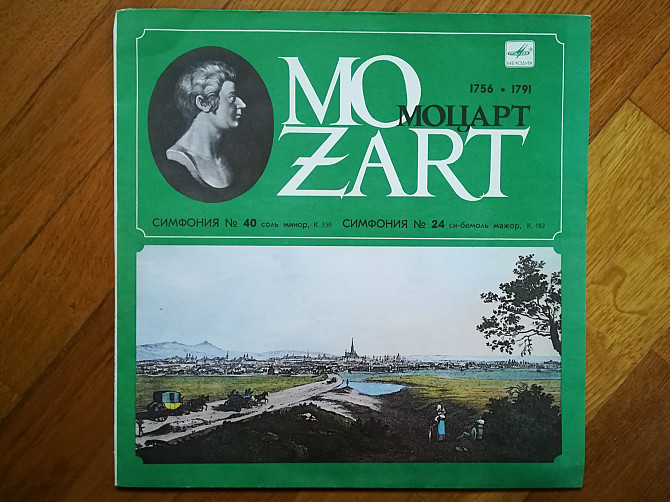 МЕЛОДИЯ
MO
1756 • 1791
МОЦАРТ
ZART
СИМФОНИЯ № 40 соль минор, К. 550 СИМФОНИЯ № 24 си-бемоль мажор, К. 182